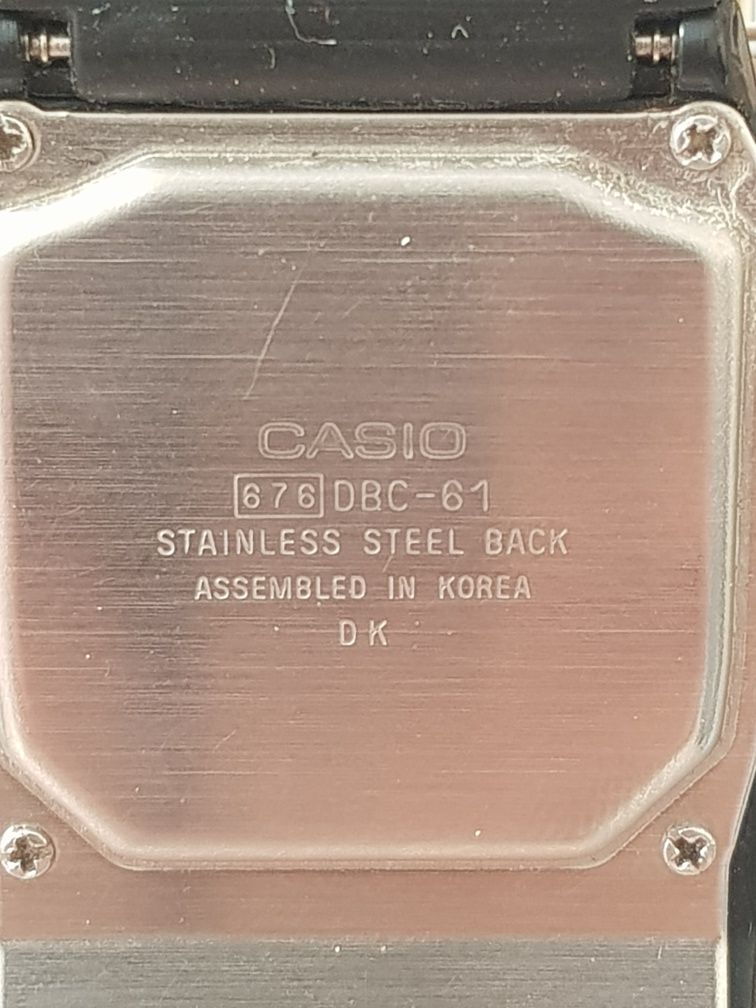 CASIO
676 DBC-61
STAINLESS STEEL BACK
ASSEMBLED IN KOREA
DK